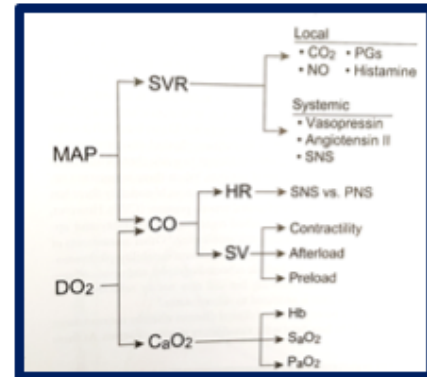 Local
• CO₂ • PGs
• NO • Histamine
SVR
Systemic
• Vasopressin
• Angiotensin II
• SNS
MAP
HR SNS vs. PNS
CO
Contractility
SV Afterload
Preload
DO₂
Hb
CaO₂ SaO₂
PaO₂